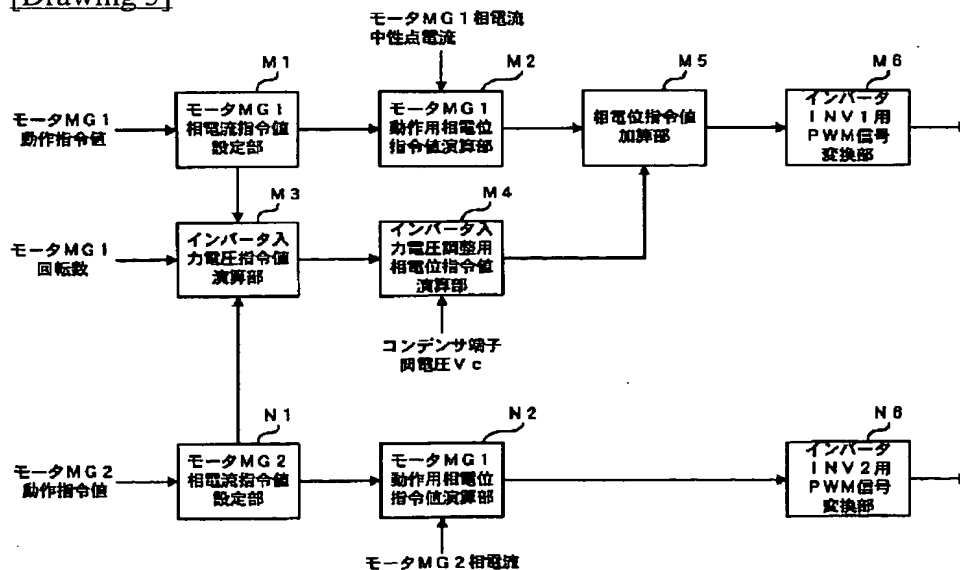 [Drawing 5]
モータMG1相電流
中性点電流
M1
M2
M5
M6
モータMG1
動作指令値
モータMG1
相電流指令値
設定部
モータMG1
動作用相電位
指令値演算部
相電位指令値
加算部
インバータ
INV1用
PWM信号
変換部
M3
M4
モータMG1
回転数
インバータ入
力電圧指令値
演算部
インバータ入
力電圧調整用
相電位指令値
演算部
コンデンサ端子
間電圧Vc
N1
N2
N6
モータMG2
動作指令値
モータMG2
相電流指令値
設定部
モータMG1
動作用相電位
指令値演算部
インバータ
INV2用
PWM信号
変換部
モータMG2相電流